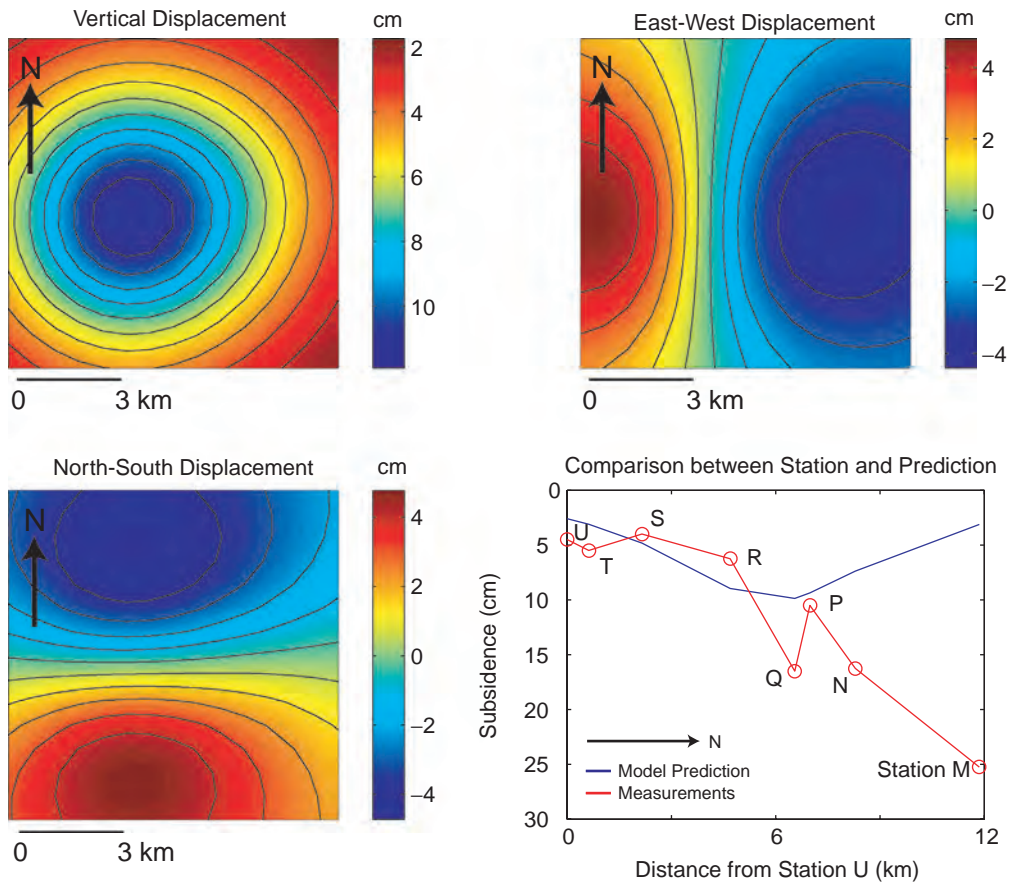 Vertical Displacement
cm
N
2
4
6
8
10
0 3 km
East-West Displacement
cm
N
4
2
0
−2
−4
0 3 km
North-South Displacement
cm
N
4
2
0
−2
−4
0 3 km
Comparison between Station and Prediction
0
5
10
15
20
25
30
Subsidence (cm)
U
T
S
R
Q
P
N
Station M
N
Model Prediction
Measurements
0 6 12
Distance from Station U (km)